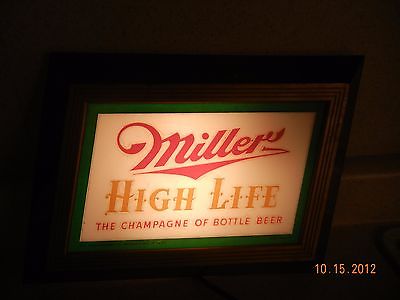 Miller
HIGH LIFE
THE CHAMPAGNE OF BOTTLE BEER
10.15.2012